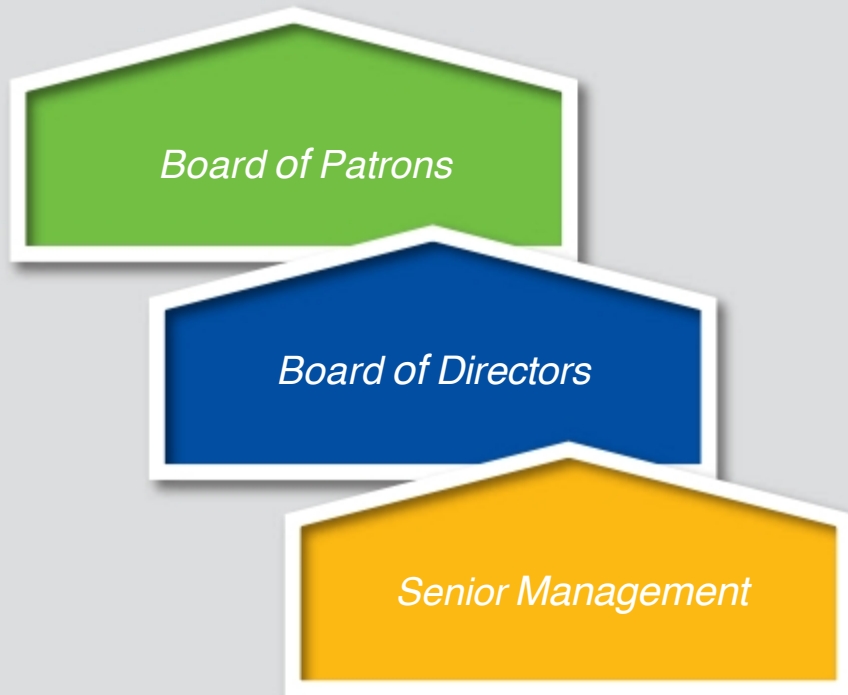 Board of Patrons
Board of Directors
Senior Management